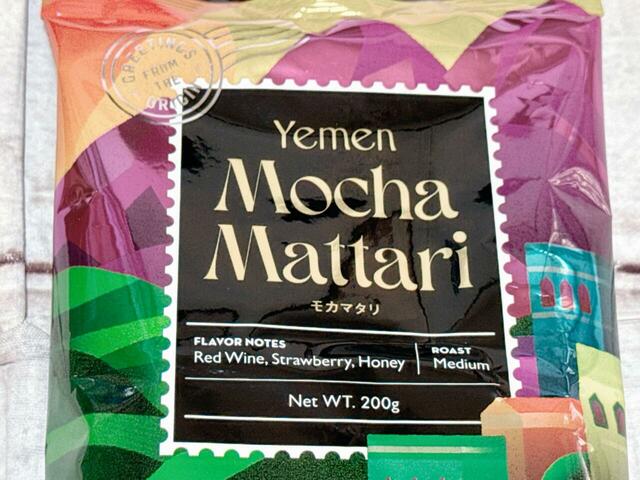 GREETINGS
FROM
THE
ORIGIN
Yemen
Mocha
Mattari
モカマタリ
FLAVOR NOTES
Red Wine, Strawberry, Honey
ROAST
Medium
Net WT. 200g